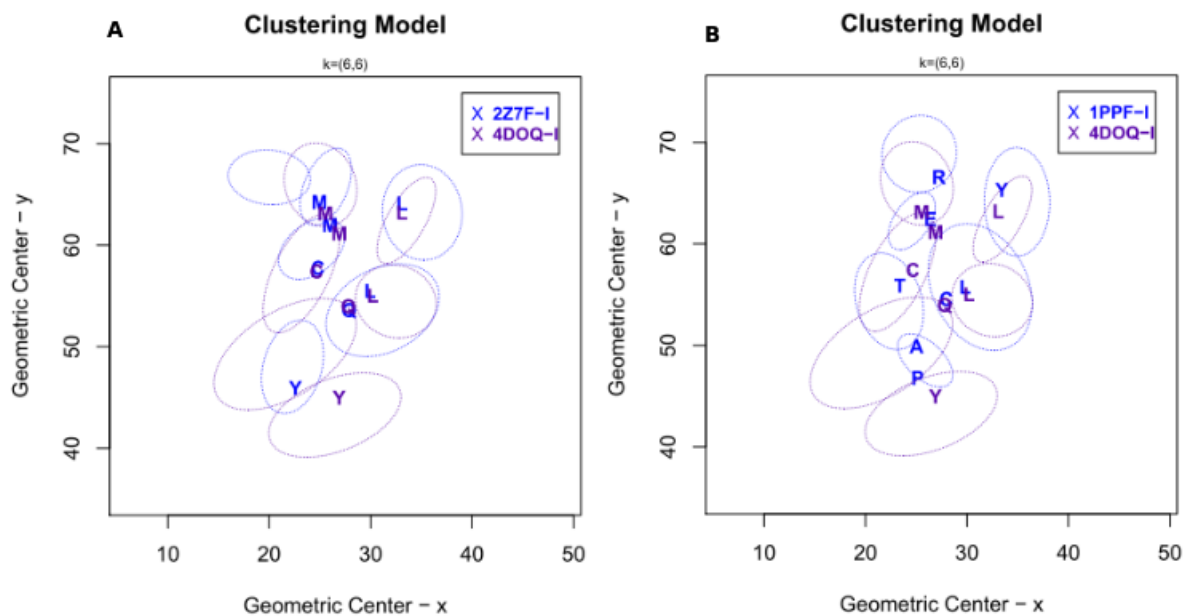 A
Clustering Model
k=(6,6)
X 2Z7F−I
X 4DOQ−I
M
M
M
M
L
L
C
C
L
L
Q
Q
Y
Y
40
50
60
70
10
20
30
40
50
Geometric Center − x
Geometric Center − y
B
Clustering Model
k=(6,6)
X 1PPF−I
X 4DOQ−I
R
Y
M
E
L
M
C
T
L
L
C
Q
A
P
Y
40
50
60
70
10
20
30
40
50
Geometric Center − x
Geometric Center − y